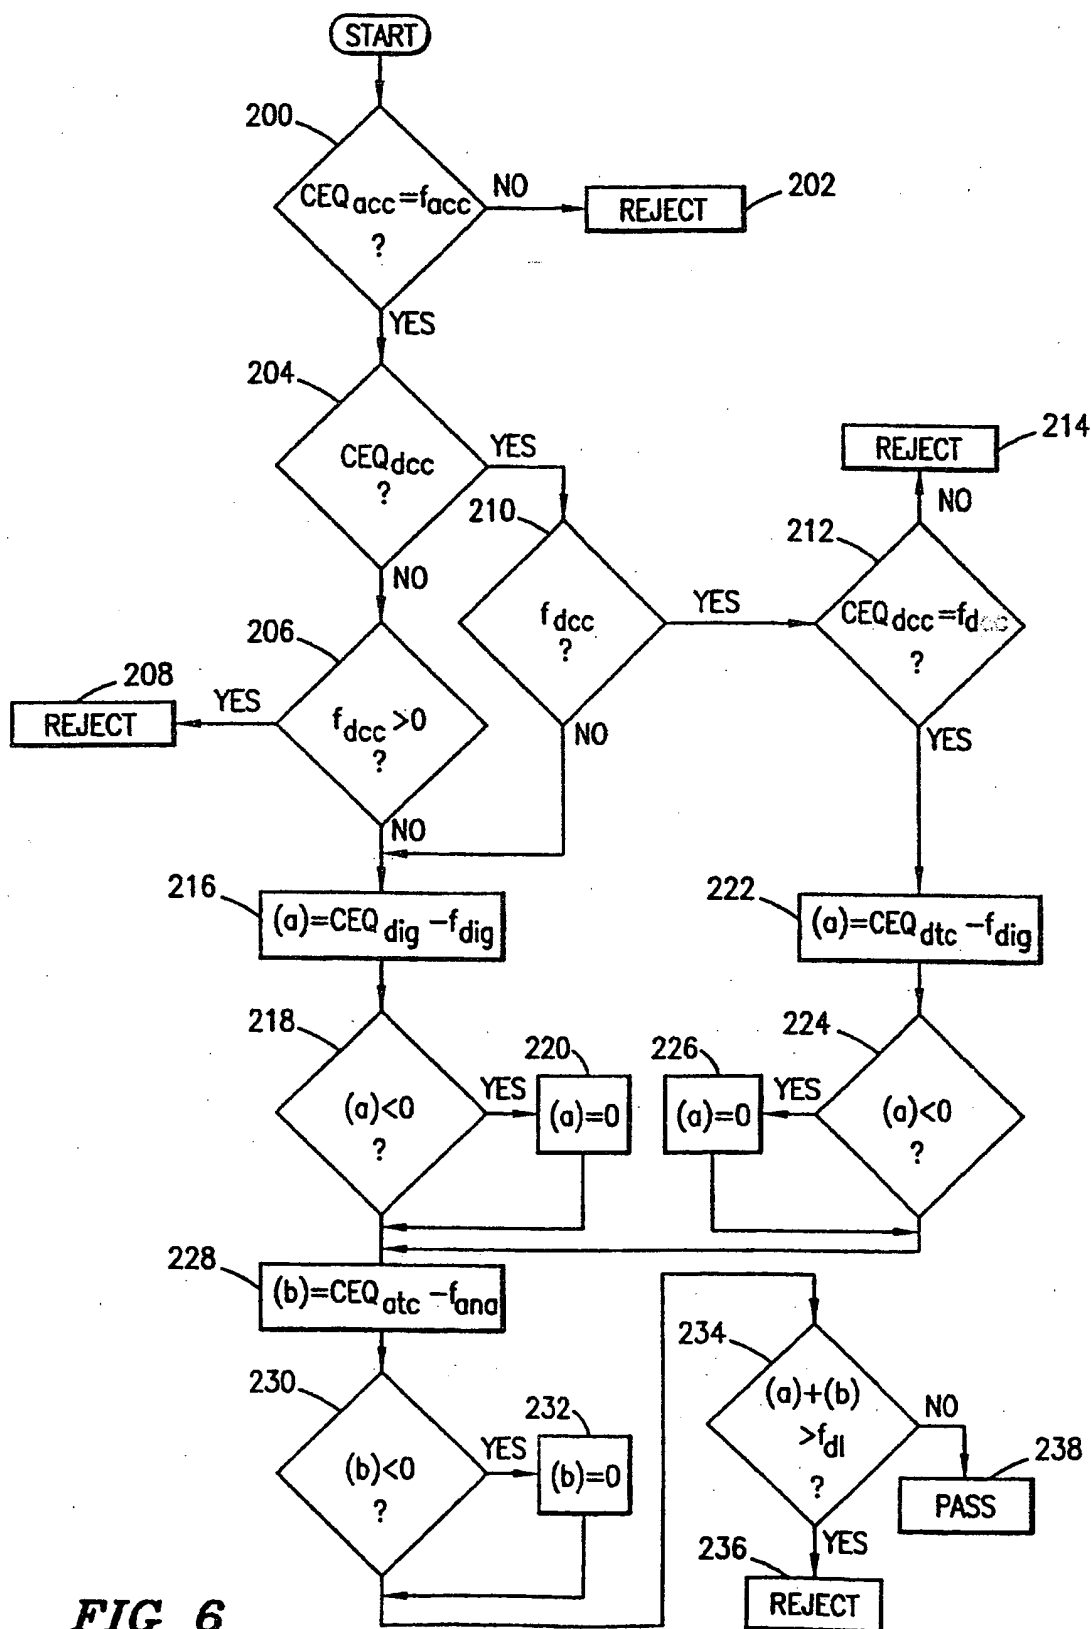 START
200
CEQacc=facc
?
NO
REJECT
202
YES
204
CEQdcc
?
YES
NO
210
fdcc
?
YES
NO
212
CEQdcc=fdcc
?
NO
REJECT
214
YES
206
fdcc>0
?
YES
REJECT
208
NO
216
(a)=CEQdig-fdig
222
(a)=CEQdtc-fdig
218
(a)<0
?
YES
220
(a)=0
226
(a)=0
YES
224
(a)<0
?
228
(b)=CEQatc-fana
230
(b)<0
?
YES
232
(b)=0
234
(a)+(b)
>fdl
?
NO
238
PASS
YES
236
REJECT
FIG 6